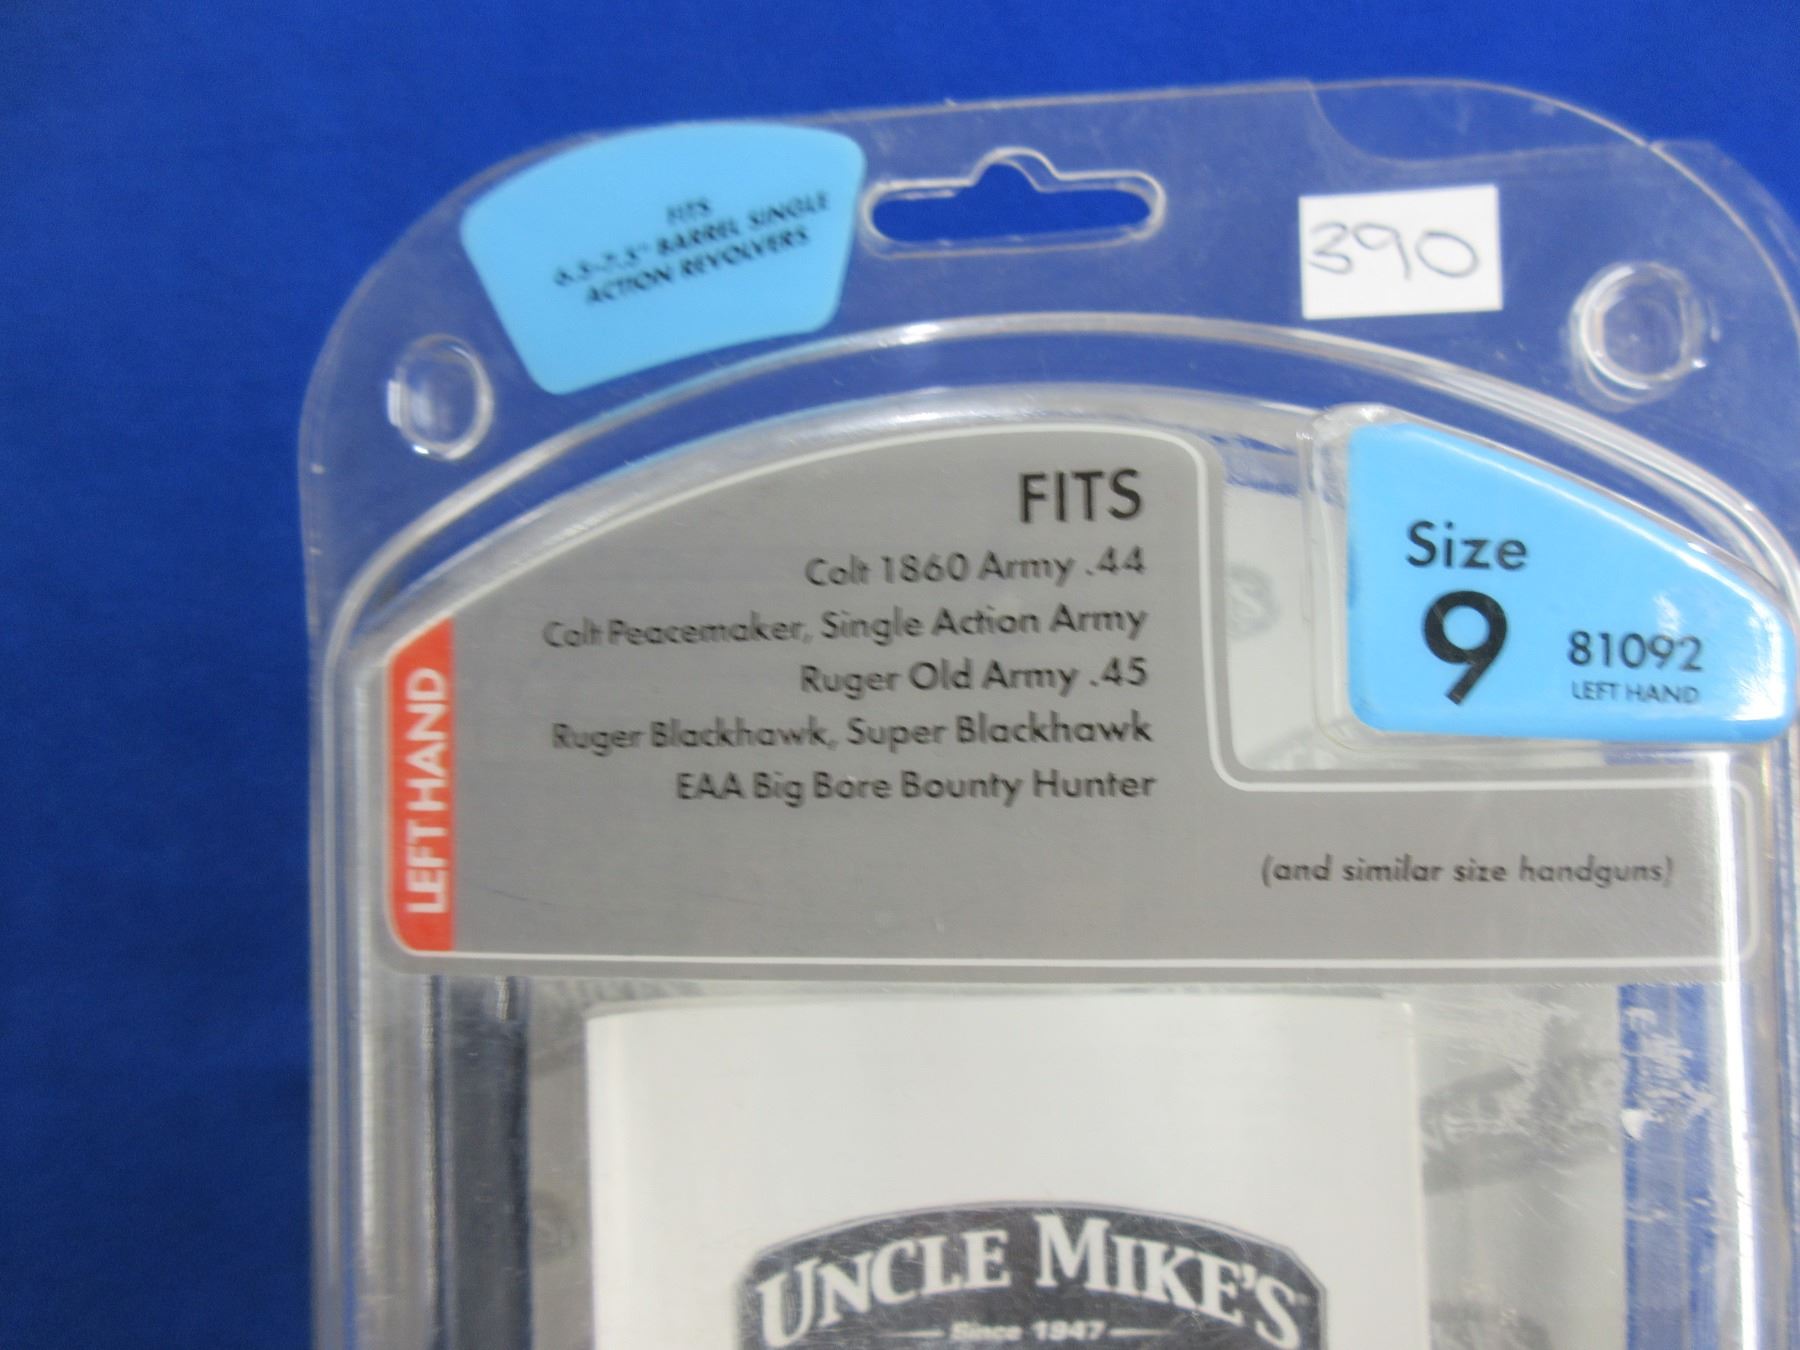 FITS
6.5-7.5" BARREL SINGLE
ACTION REVOLVERS
390
FITS
Colt 1860 Army .44
Colt Peacemaker, Single Action Army
Ruger Old Army .45
Ruger Blackhawk, Super Blackhawk
EAA Big Bore Bounty Hunter
(and similar size handguns)
Size
9
81092
LEFT HAND
LEFT HAND
UNCLE MIKE'S
Since 1947